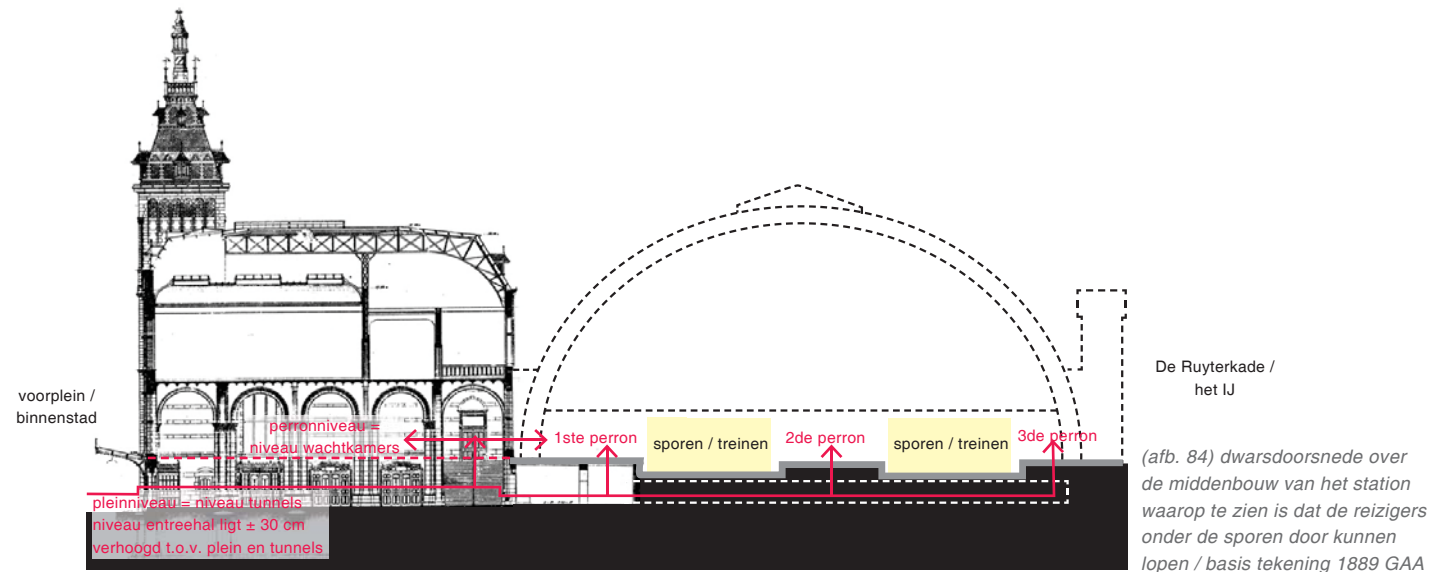 voorplein /
binnenstad
perronniveau =
niveau wachtkamers
1ste perron
sporen / treinen
2de perron
sporen / treinen
3de perron
De Ruyterkade /
het IJ
pleinniveau = niveau tunnels
niveau entreehal ligt ± 30 cm
verhoogd t.o.v. plein en tunnels
(afb. 84) dwarsdoorsnede over
de middenbouw van het station
waarop te zien is dat de reizigers
onder de sporen door kunnen
lopen / basis tekening 1889 GAA